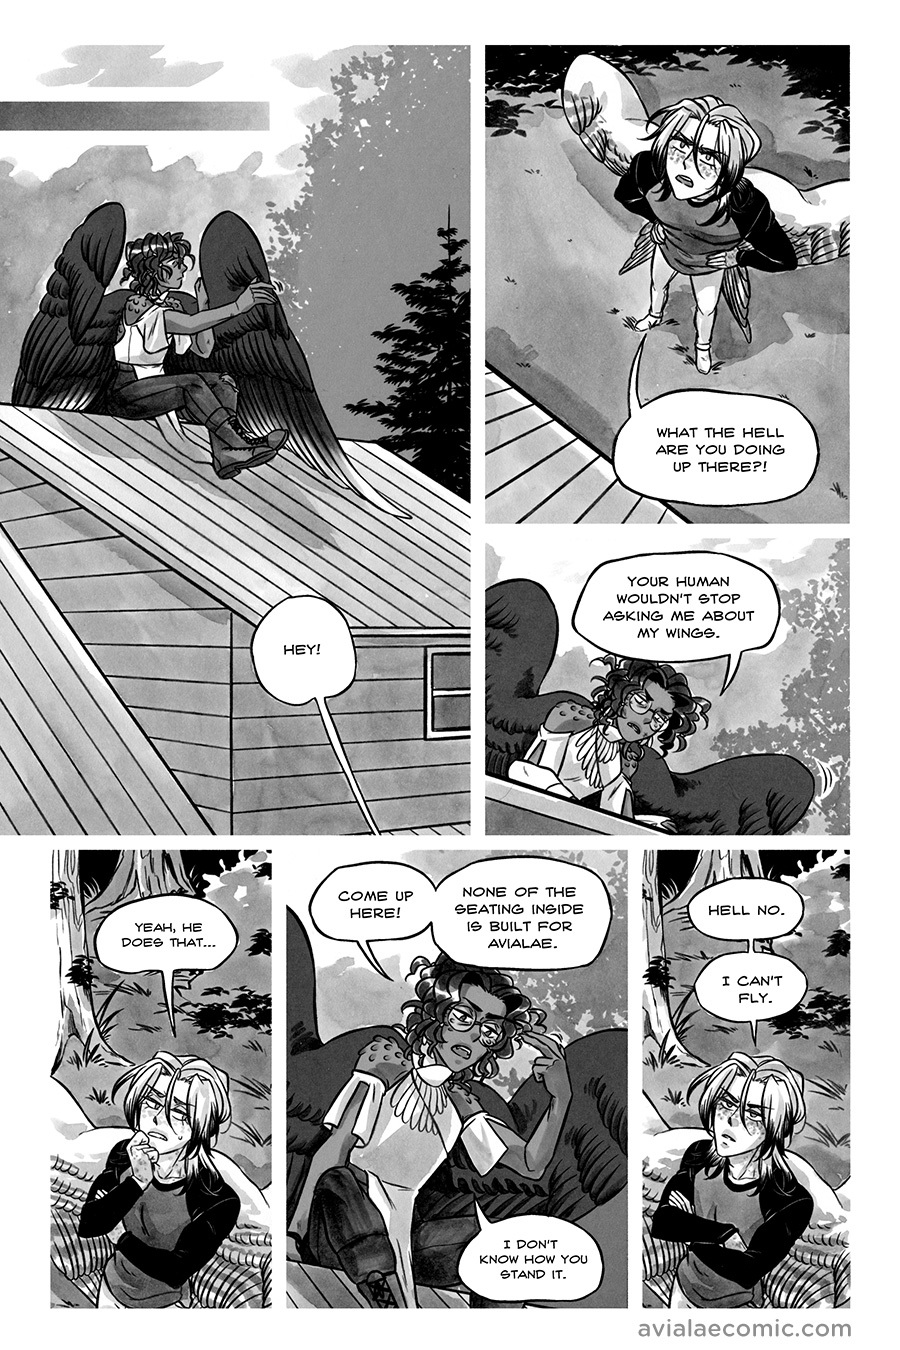 HEY!
WHAT THE HELL
ARE YOU DOING
UP THERE?!
YOUR HUMAN
WOULDN'T STOP
ASKING ME ABOUT
MY WINGS.
YEAH, HE
DOES THAT...
COME UP
HERE!
NONE OF THE
SEATING INSIDE
IS BUILT FOR
AVIALAE.
I DON'T
KNOW HOW YOU
STAND IT.
HELL NO.
I CAN'T
FLY.
avialaecomic.com